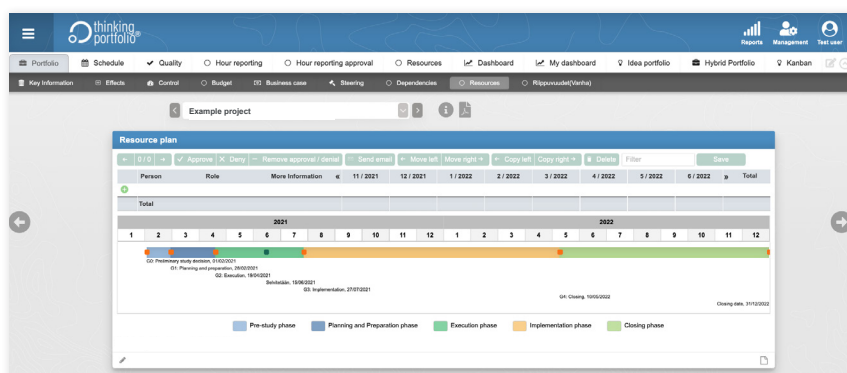 thinking
portfolio®
Reports Management Test user
Portfolio Schedule Quality Hour reporting Hour reporting approval Resources Dashboard My dashboard Idea portfolio Hybrid Portfolio Kanban
Key Information Effects Control Budget Business case Steering Dependencies Resources Riippuvuudet(Vanha)
Example project
Resource plan
0 / 0 Approve Deny Remove approval / denial Send email Move left Move right Copy left Copy right Delete Filter Save
Person Role More Information « 11 / 2021 12 / 2021 1 / 2022 2 / 2022 3 / 2022 4 / 2022 5 / 2022 6 / 2022 » Total
Total
2021 2022
1 2 3 4 5 6 7 8 9 10 11 12 1 2 3 4 5 6 7 8 9 10 11 12
G0: Preliminary study decision, 01/02/2021
G1: Planning and preparation, 28/02/2021
G2: Execution, 19/04/2021
Selvitetään, 15/06/2021
G3: Implementation, 27/07/2021
G4: Closing, 10/05/2022
Closing date, 31/12/2022
Pre-study phase Planning and Preparation phase Execution phase Implementation phase Closing phase